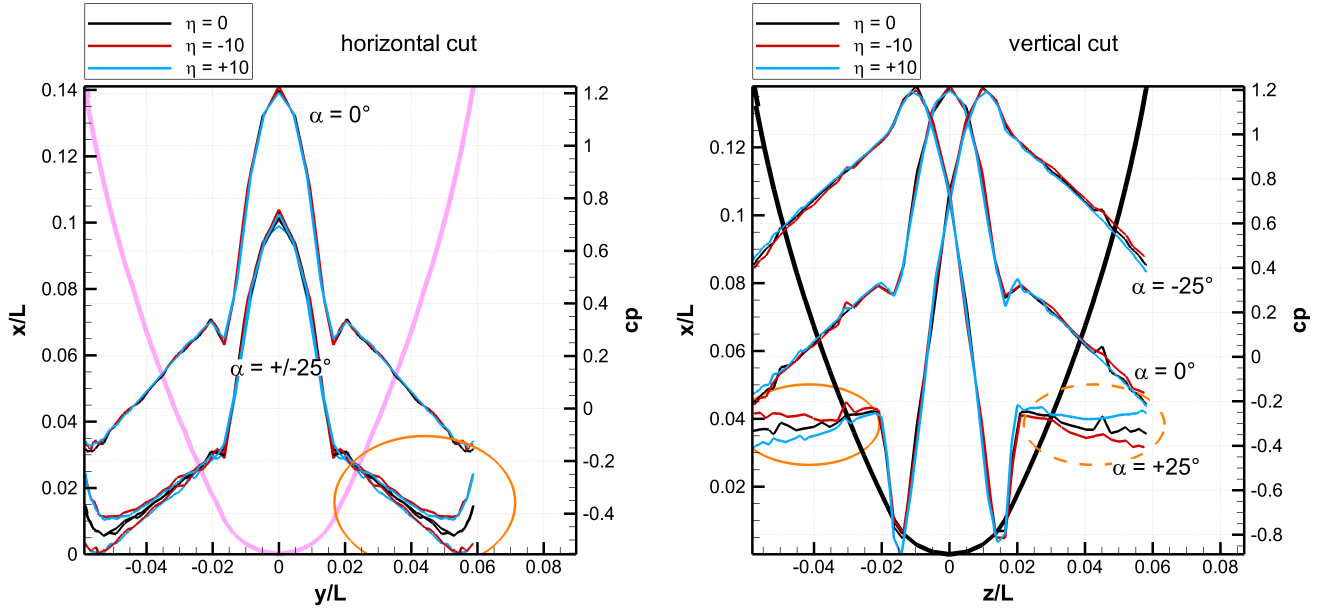 η = 0
η = -10
η = +10
horizontal cut
0.14
0.12
0.1
0.08
0.06
0.04
0.02
0
x/L
α = 0°
α = +/-25°
1.2
1
0.8
0.6
0.4
0.2
0
-0.2
-0.4
cp
-0.04 -0.02 0 0.02 0.04 0.06 0.08
y/L
η = 0
η = -10
η = +10
vertical cut
0.12
0.1
0.08
0.06
0.04
0.02
x/L
α = -25°
α = 0°
α = +25°
1.2
1
0.8
0.6
0.4
0.2
0
-0.2
-0.4
-0.6
-0.8
cp
-0.04 -0.02 0 0.02 0.04 0.06 0.08
z/L